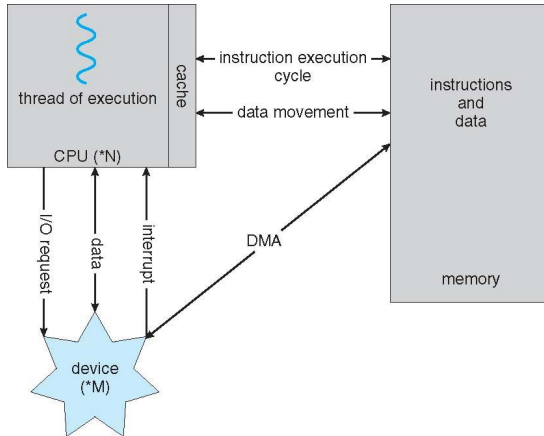 thread of execution
cache
CPU (*N)
instruction execution
cycle
data movement
instructions
and
data
memory
I/O request
data
interrupt
DMA
device
(*M)